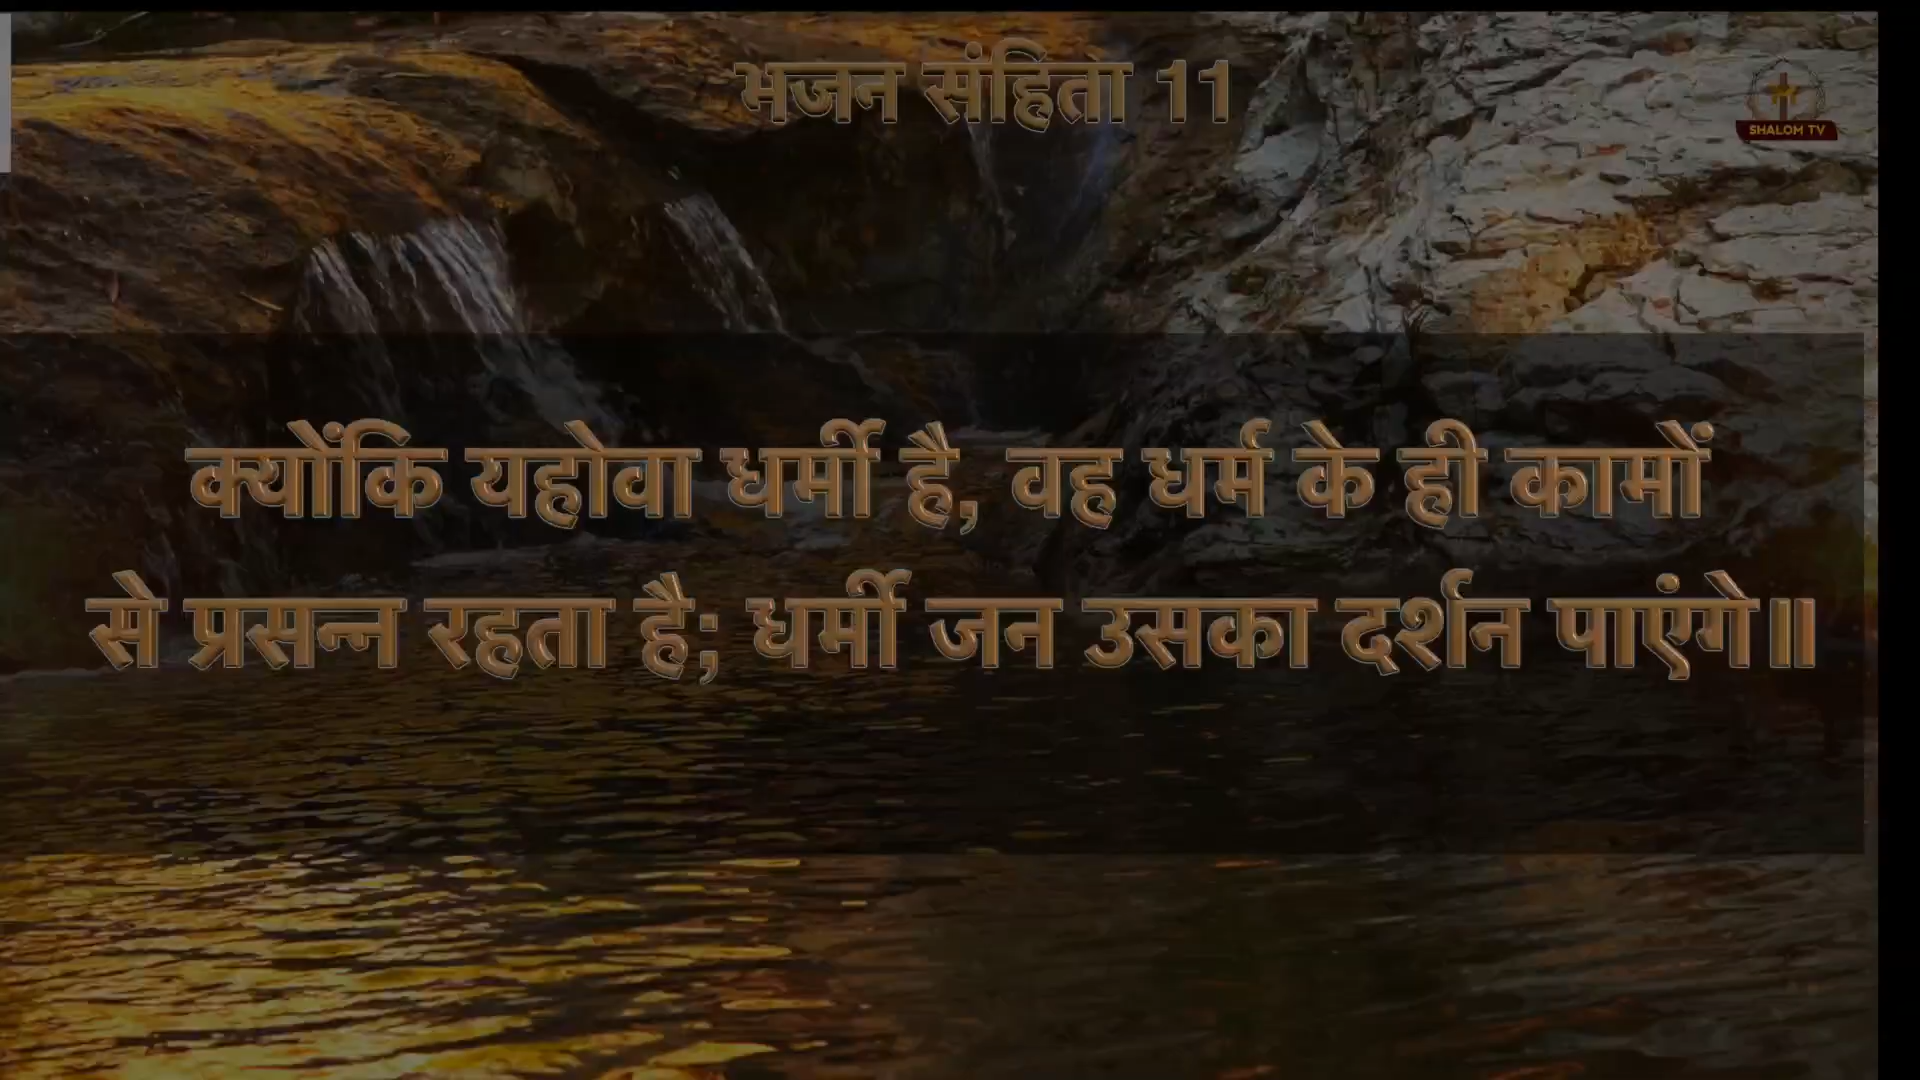 भजन संहिता 11
SHALOM TV
क्योंकि यहोवा धर्मी है, वह धर्म के ही कामों
से प्रसन्न रहता है; धर्मी जन उसका दर्शन पाएंगे॥